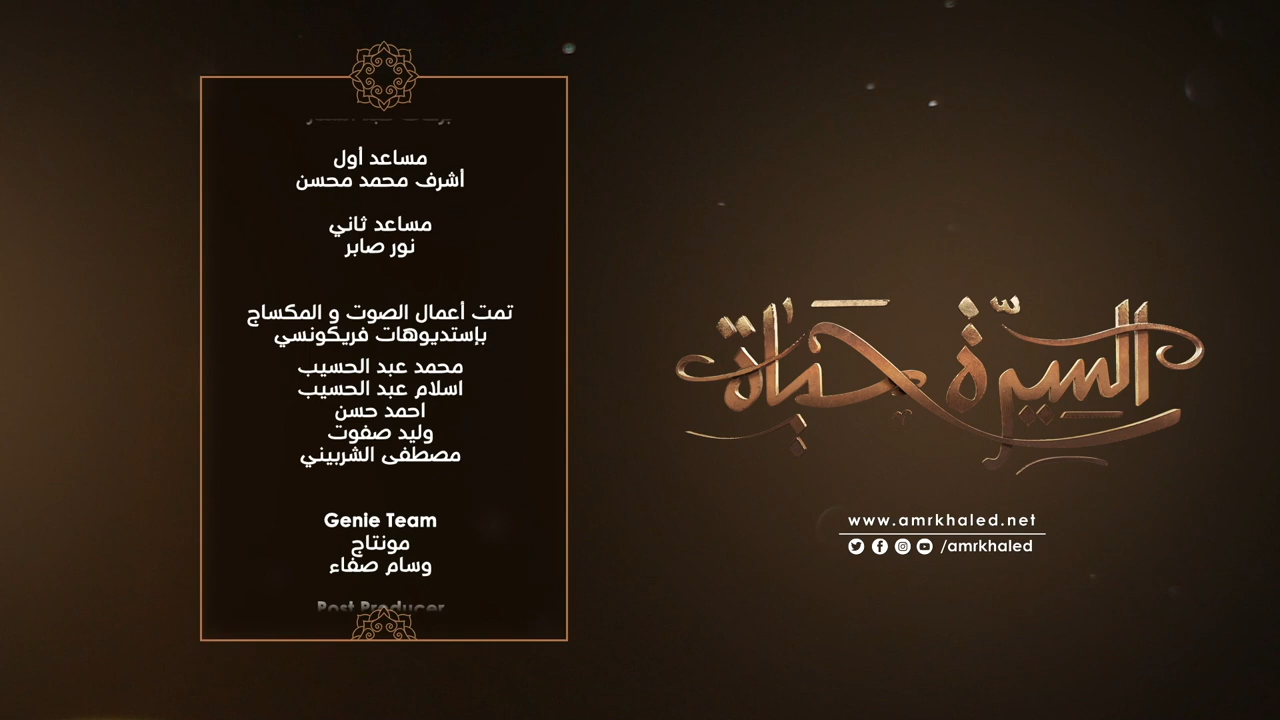 مساعد أول
أشرف محمد محسن
مساعد ثاني
نور صابر
تمت أعمال الصوت و المكساج
بإستديوهات فريكونسي
محمد عبد الحسيب
اسلام عبد الحسيب
احمد حسن
وليد صفوت
مصطفى الشربيني
Genie Team
مونتاج
وسام صفاء
Post Producer
السيرة حياة
www.amrkhaled.net
/amrkhaled